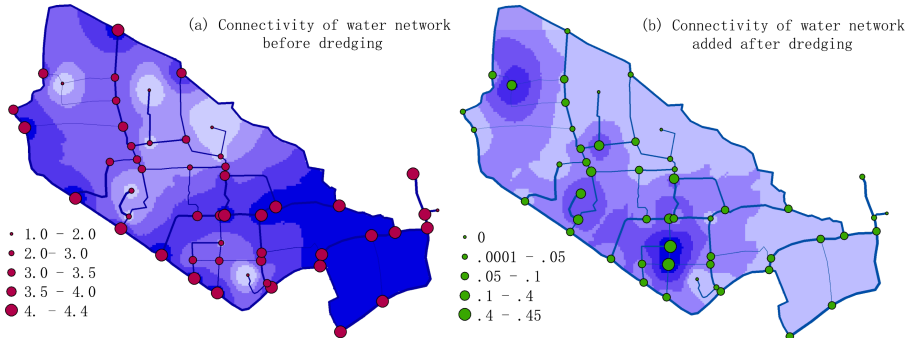 (a) Connectivity of water network
before dredging
1.0 - 2.0
2.0- 3.0
3.0 - 3.5
3.5 - 4.0
4. - 4.4
(b) Connectivity of water network
added after dredging
0
.0001 - .05
.05 - .1
.1 - .4
.4 - .45